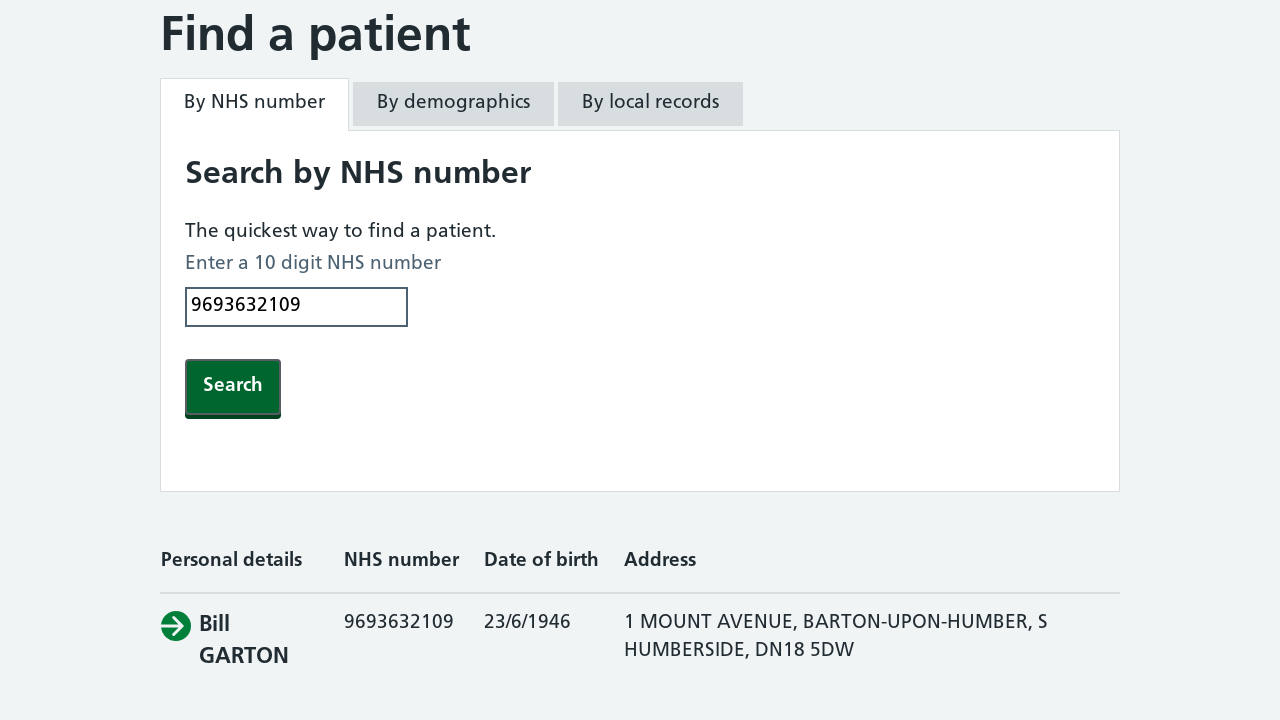 Find a patient
By NHS number By demographics By local records
Search by NHS number
The quickest way to find a patient.
Enter a 10 digit NHS number
9693632109
Search
Personal details NHS number Date of birth Address
Bill 9693632109 23/6/1946 1 MOUNT AVENUE, BARTON-UPON-HUMBER, S
GARTON HUMBERSIDE, DN18 5DW